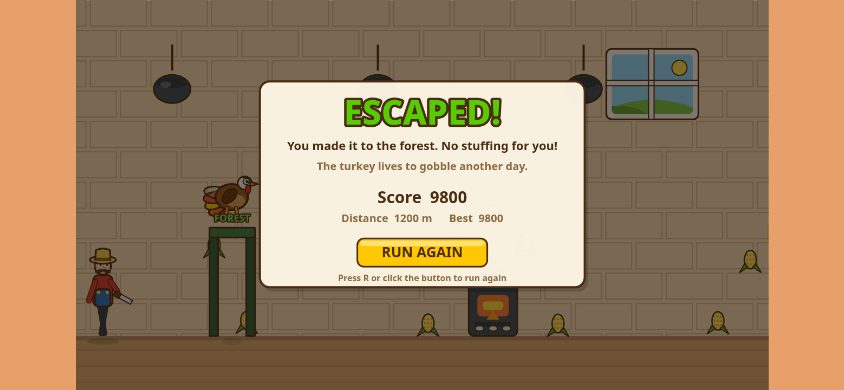 ESCAPED!
You made it to the forest. No stuffing for you!
The turkey lives to gobble another day.
Score 9800
Distance 1200 m Best 9800
FOREST
RUN AGAIN
Press R or click the button to run again